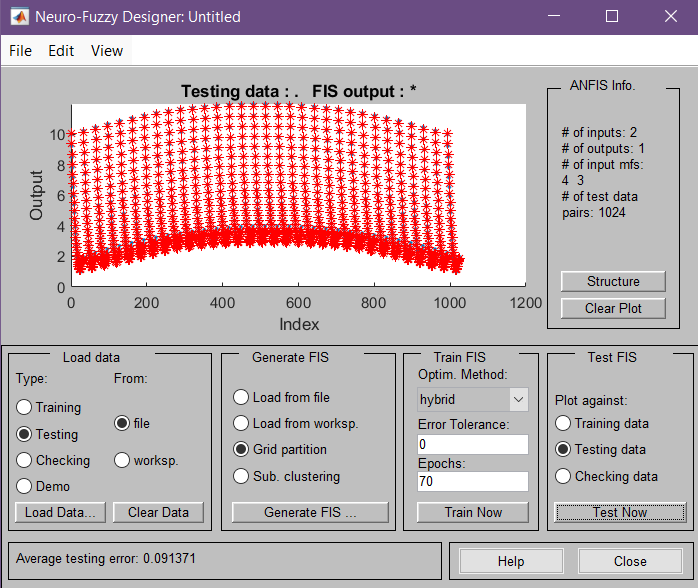 Neuro-Fuzzy Designer: Untitled
File Edit View
Testing data : . FIS output : *
Output
10
8
6
4
2
0
0 200 400 600 800 1000 1200
Index
ANFIS Info.
# of inputs: 2
# of outputs: 1
# of input mfs:
4 3
# of test data
pairs: 1024
Structure
Clear Plot
Load data
Type: From:
Training
file
Testing
Checking worksp.
Demo
Load Data... Clear Data
Generate FIS
Load from file
Load from worksp.
Grid partition
Sub. clustering
Generate FIS ...
Train FIS
Optim. Method:
hybrid
Error Tolerance:
0
Epochs:
70
Train Now
Test FIS
Plot against:
Training data
Testing data
Checking data
Test Now
Average testing error: 0.091371
Help Close